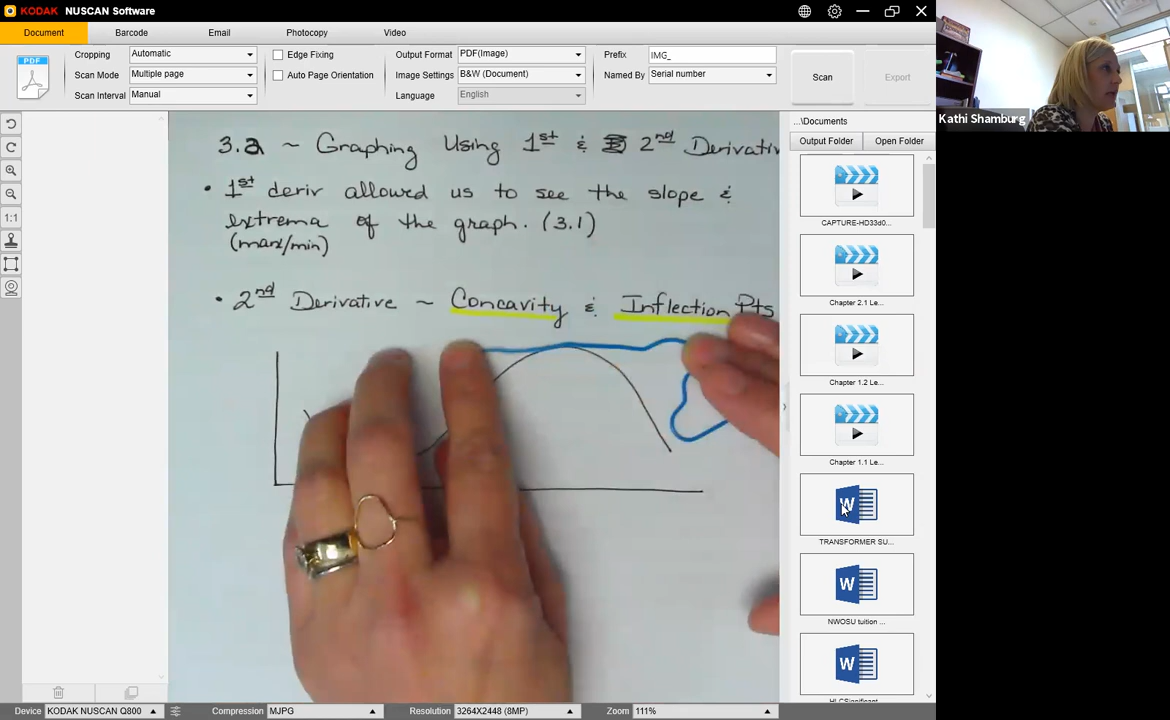 KODAK NUSCAN Software
Document Barcode Email Photocopy Video
Cropping Automatic
Scan Mode Multiple page
Scan Interval Manual
Edge Fixing
Auto Page Orientation
Output Format PDF(Image)
Image Settings B&W (Document)
Language English
Prefix IMG_
Named By Serial number
Scan
Export
PDF
1:1
3.2 ~ Graphing Using 1st & 2nd Derivativ
• 1st deriv allowed us to see the slope &
extrema of the graph. (3.1)
(max/min)
• 2nd Derivative ~ Concavity & Inflection Pts
...\Documents
Output Folder Open Folder
CAPTURE-HD33d0...
Chapter 2.1 Le...
Chapter 1.2 Le...
Chapter 1.1 Le...
W
TRANSFORMER SU...
W
NWOSU tuition ...
W
HLCSignificant
Kathi Shamburg
Device KODAK NUSCAN Q800 Compression MJPG Resolution 3264X2448 (8MP) Zoom 111%